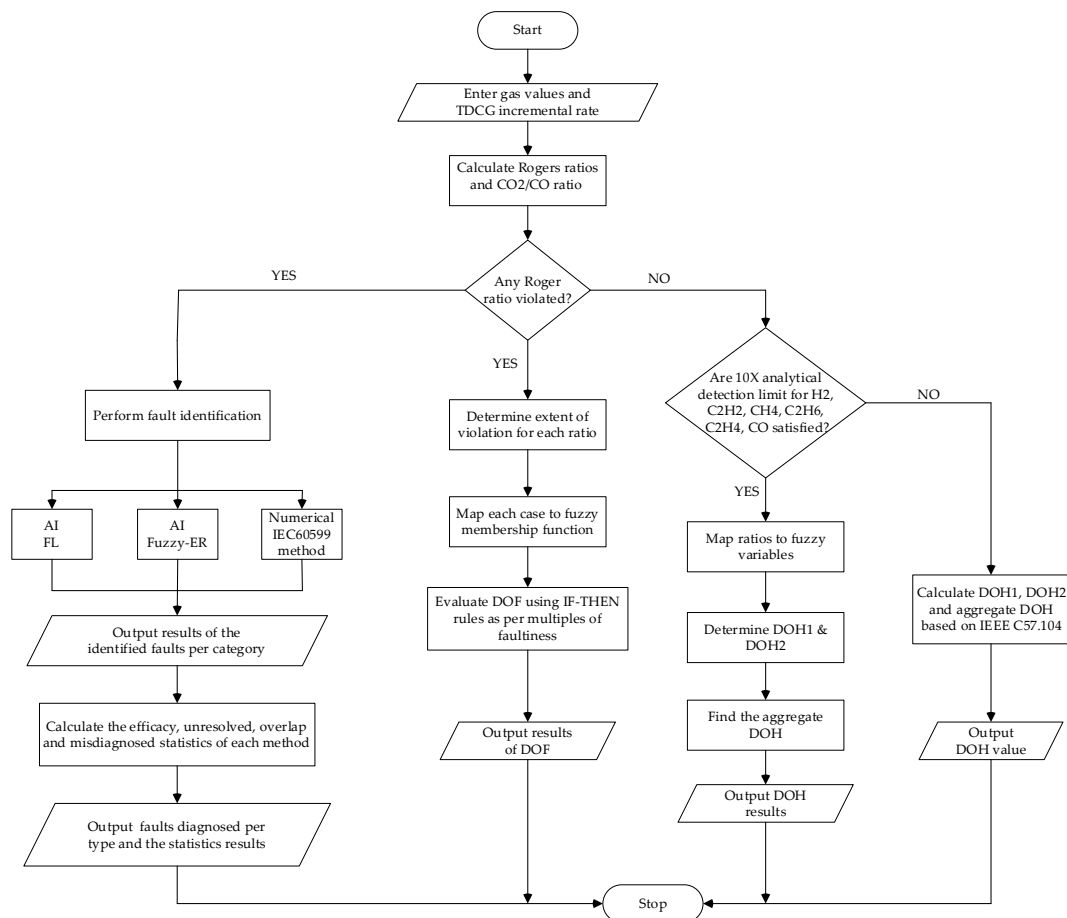 Start
Enter gas values and
TDCG incremental rate
Calculate Rogers ratios
and CO2/CO ratio
Any Roger
ratio violated?
YES
NO
YES
Perform fault identification
AI
FL
AI
Fuzzy-ER
Numerical
IEC60599
method
Output results of the
identified faults per category
Calculate the efficacy, unresolved, overlap
and misdiagnosed statistics of each method
Output faults diagnosed per
type and the statistics results
Determine extent of
violation for each ratio
Map each case to fuzzy
membership function
Evaluate DOF using IF-THEN
rules as per multiples of
faultiness
Output results
of DOF
Are 10X analytical
detection limit for H2,
C2H2, CH4, C2H6,
C2H4, CO satisfied?
YES
NO
Map ratios to fuzzy
variables
Determine DOH1 &
DOH2
Find the aggregate
DOH
Output DOH
results
Calculate DOH1, DOH2
and aggregate DOH
based on IEEE C57.104
Output
DOH value
Stop